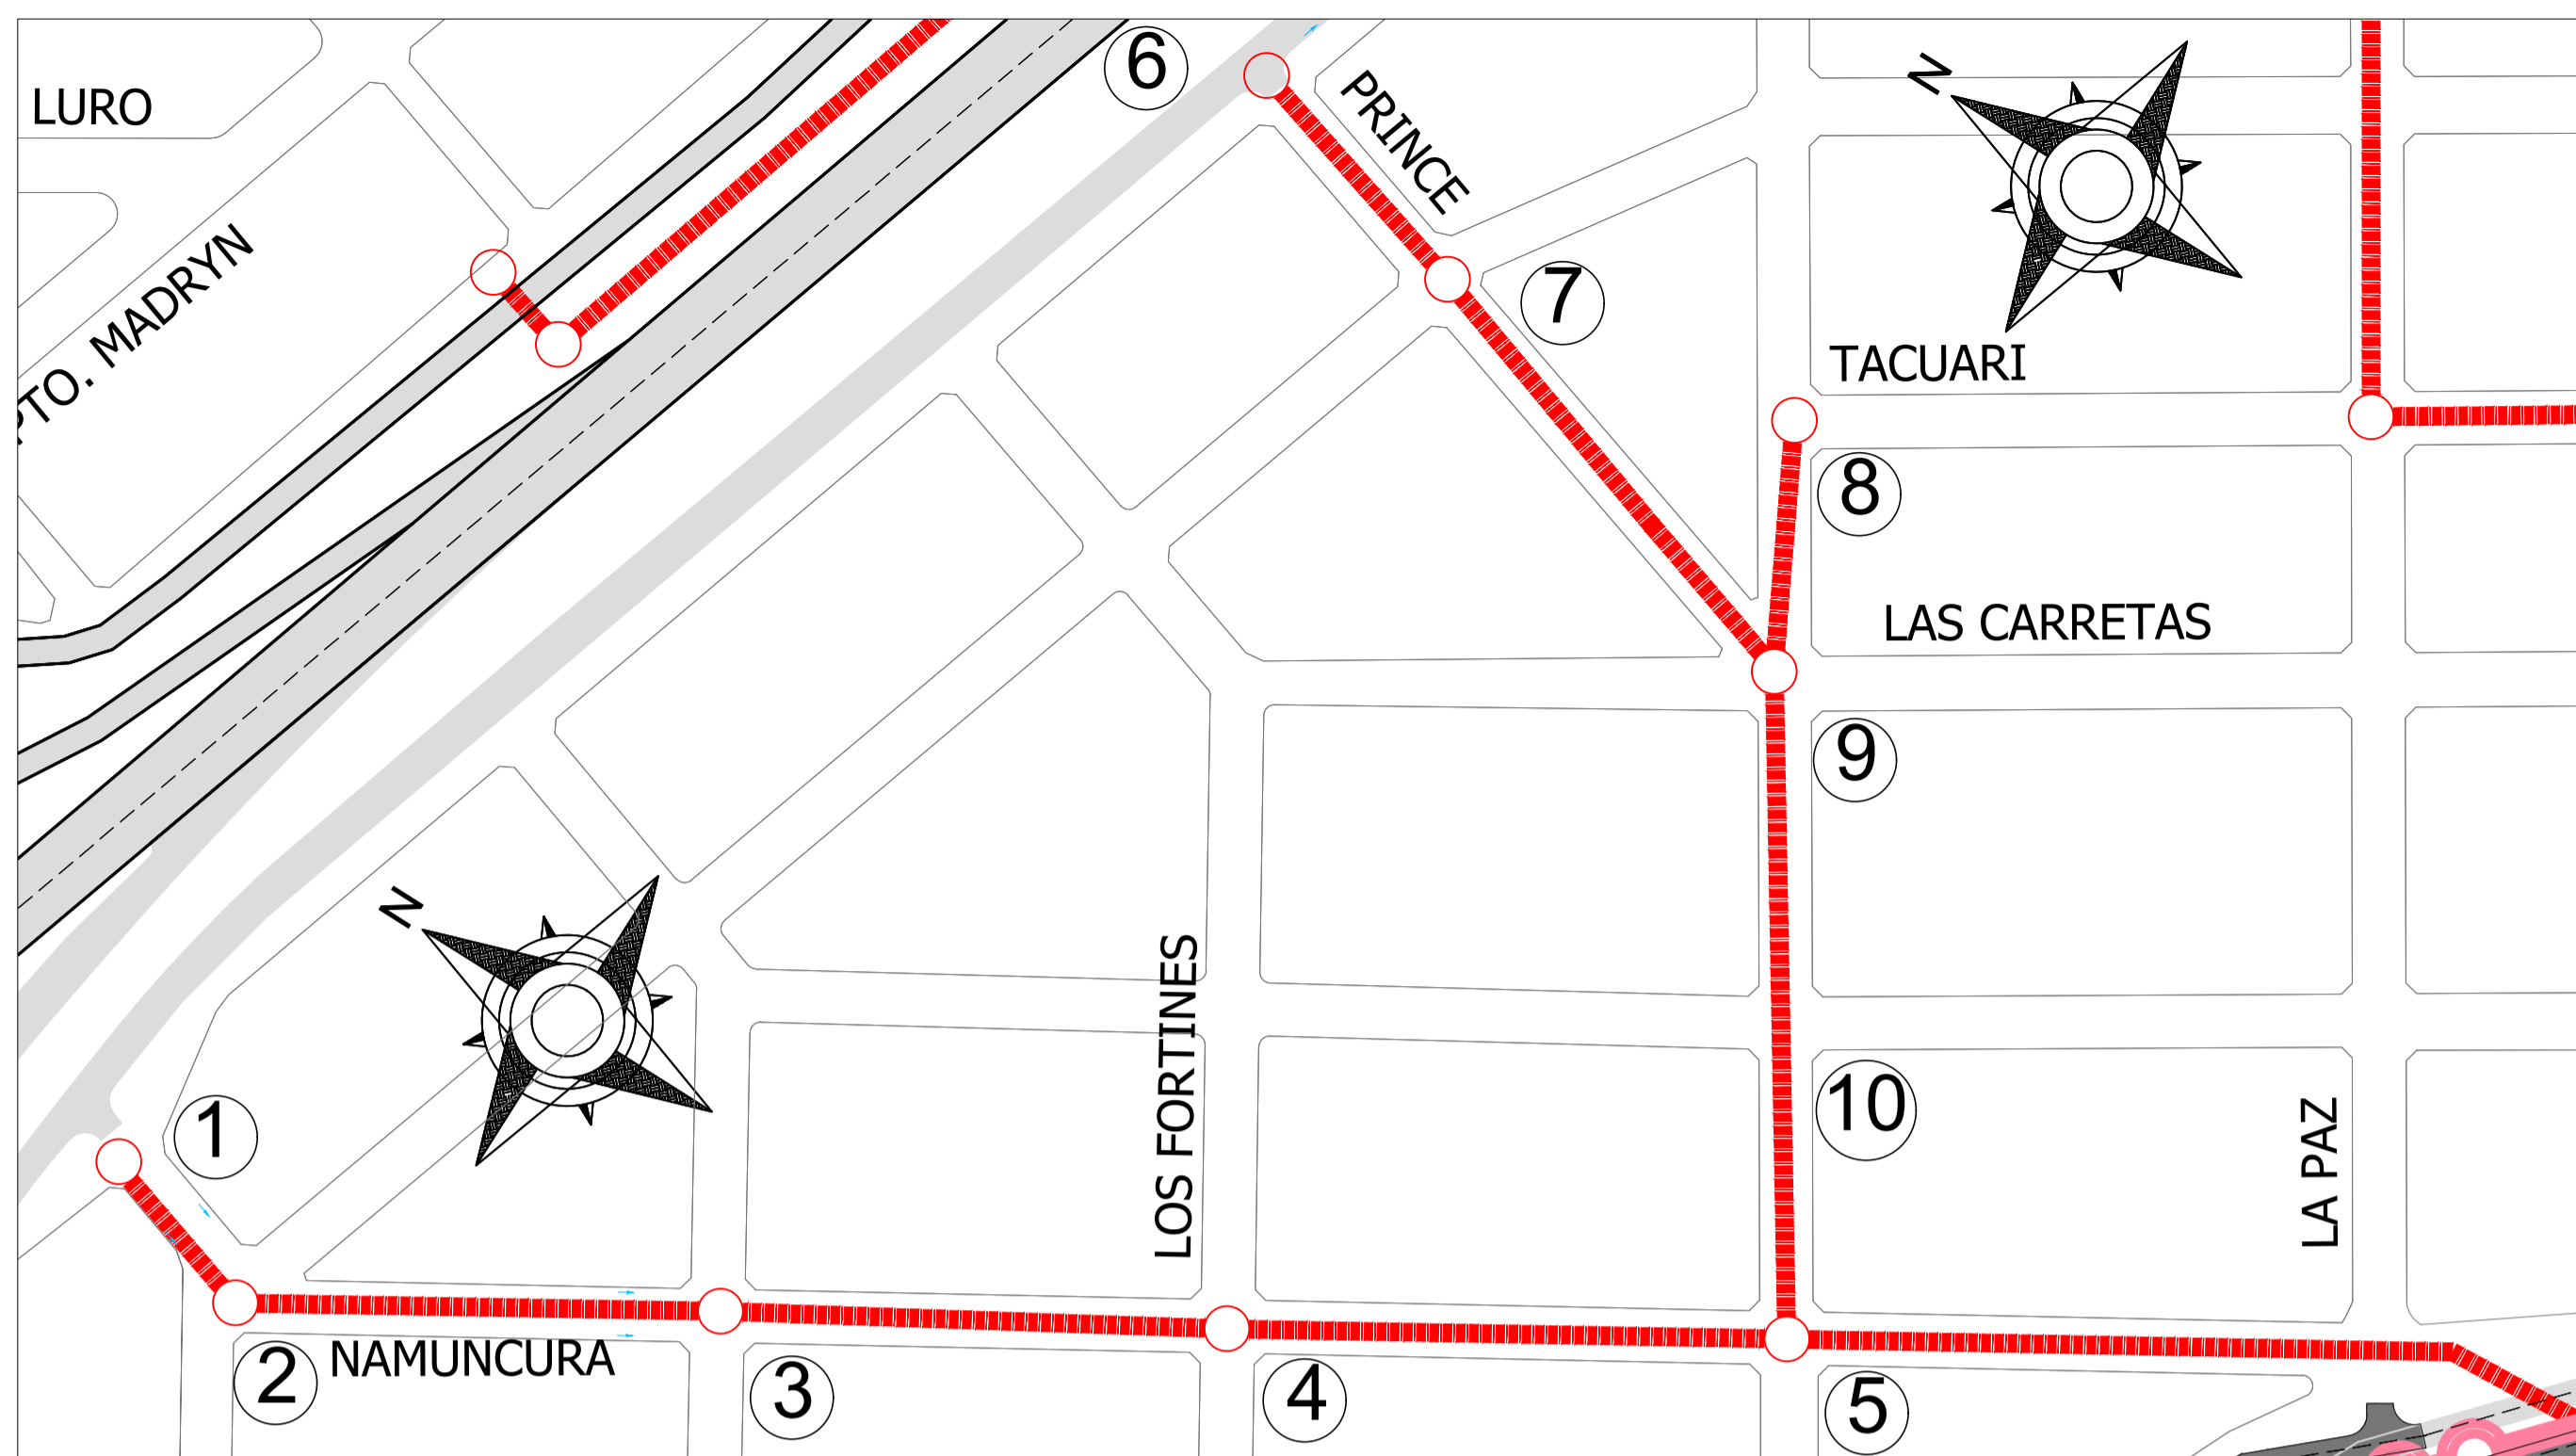 6
N
LURO
PRINCE
PTO. MADRYN
7
TACUARI
8
LAS CARRETAS
9
N
LOS FORTINES
1
10
LA PAZ
2
NAMUNCURA
3
4
5